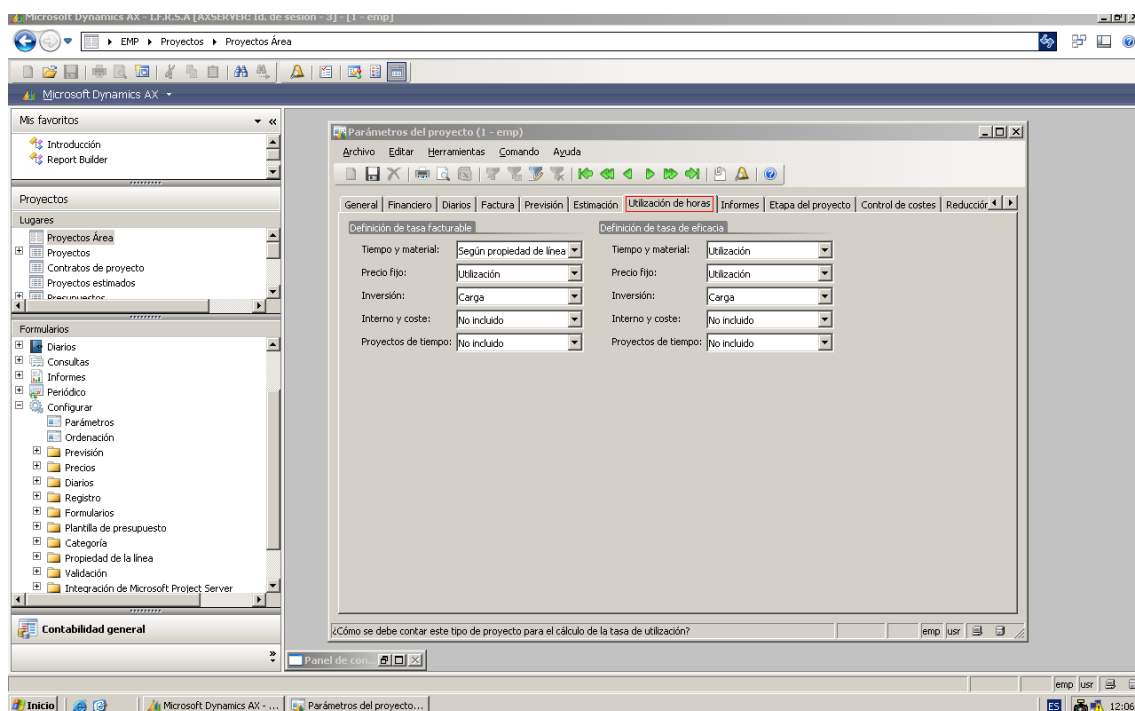 Microsoft Dynamics AX - I.F.R.S.A [AXSERVER: Id. de sesión - 3] - [1 - emp]
EMP ▸ Proyectos ▸ Proyectos Área
Microsoft Dynamics AX
Mis favoritos
Introducción
Report Builder
Proyectos
Lugares
Proyectos Área
Proyectos
Contratos de proyecto
Proyectos estimados
Presupuestos
Formularios
Diarios
Consultas
Informes
Periódico
Configurar
Parámetros
Ordenación
Previsión
Precios
Diarios
Registro
Formularios
Plantilla de presupuesto
Categoría
Propiedad de la línea
Validación
Integración de Microsoft Project Server
Contabilidad general
Parámetros del proyecto (1 - emp)
Archivo Editar Herramientas Comando Ayuda
General Financiero Diarios Factura Previsión Estimación Utilización de horas Informes Etapa del proyecto Control de costes Reducción
Definición de tasa facturable
Tiempo y material: Según propiedad de línea
Precio fijo: Utilización
Inversión: Carga
Interno y coste: No incluido
Proyectos de tiempo: No incluido
Definición de tasa de eficacia
Tiempo y material: Utilización
Precio fijo: Utilización
Inversión: Carga
Interno y coste: No incluido
Proyectos de tiempo: No incluido
¿Cómo se debe contar este tipo de proyecto para el cálculo de la tasa de utilización? emp usr
Panel de con...
emp usr
Inicio Microsoft Dynamics AX - ... Parámetros del proyecto... ES 12:06